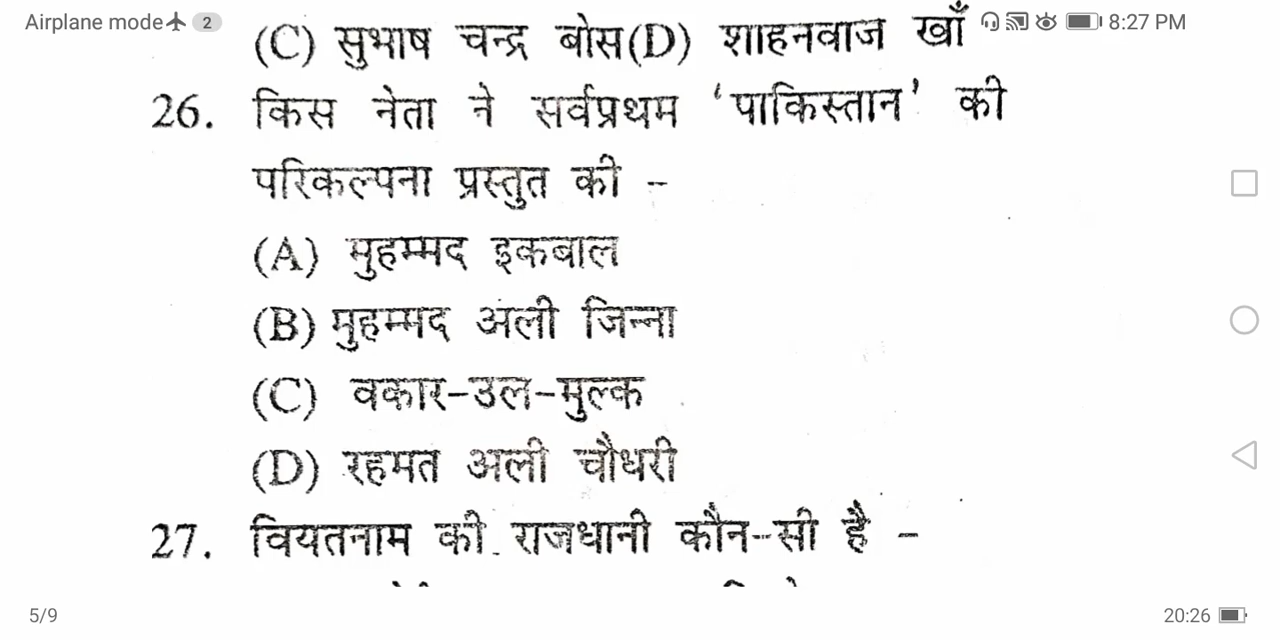 Airplane mode 2 8:27 PM
(C) सुभाष चन्द्र बोस(D) शाहनवाज खाँ
26. किस नेता ने सर्वप्रथम 'पाकिस्तान' की
परिकल्पना प्रस्तुत की -
(A) मुहम्मद इकबाल
(B) मुहम्मद अली जिन्ना
(C) वकार-उल-मुल्क
(D) रहमत अली चौधरी
27. वियतनाम की राजधानी कौन-सी है -
5/9 20:26